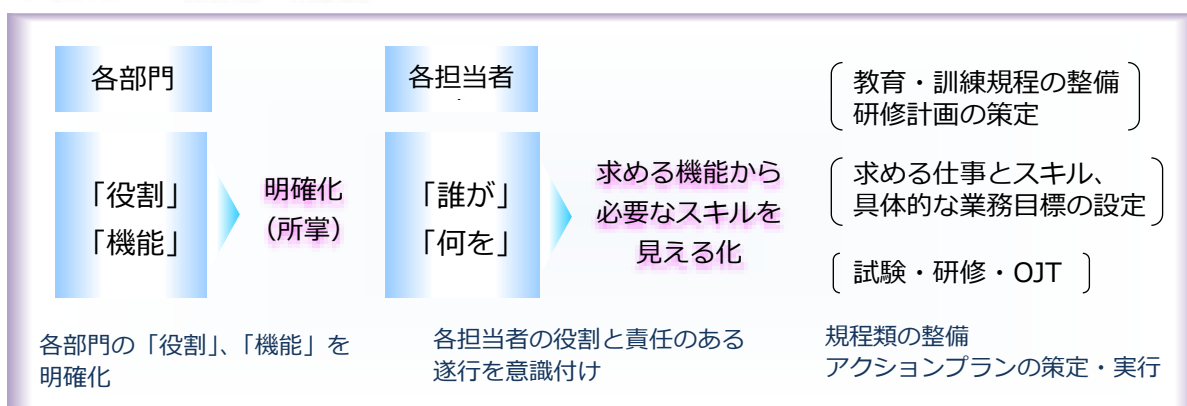 各部門
「役割」
「機能」
明確化
（所掌）
各部門の「役割」、「機能」を
明確化
各担当者
「誰が」
「何を」
求める機能から
必要なスキルを
見える化
各担当者の役割と責任のある
遂行を意識付け
教育・訓練規程の整備
研修計画の策定
求める仕事とスキル、
具体的な業務目標の設定
試験・研修・OJT
規程類の整備
アクションプランの策定・実行